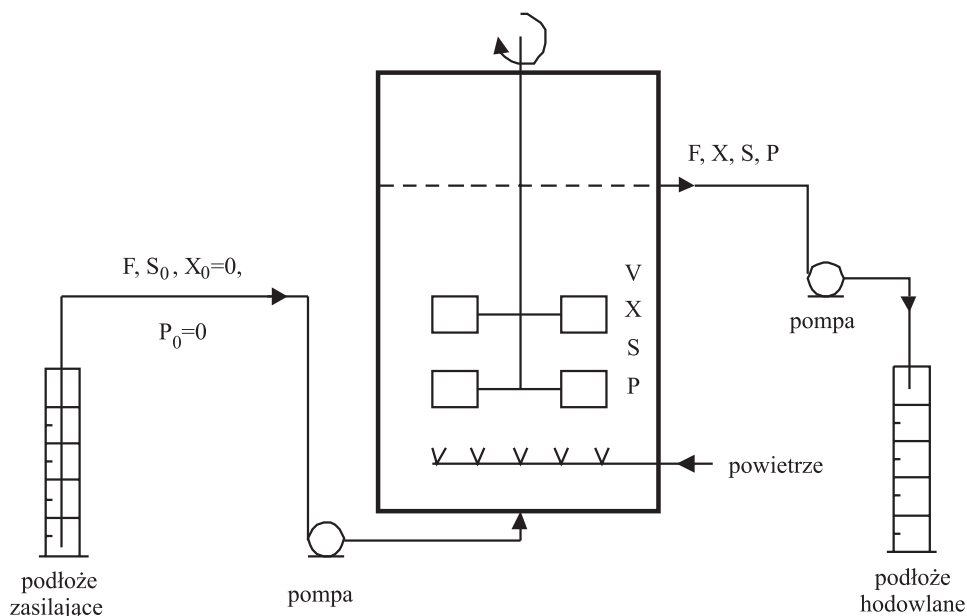 F, X, S, P
F, S0, X0=0,
P0=0
V
X
S
P
pompa
powietrze
podłoże
zasilające
pompa
podłoże
hodowlane